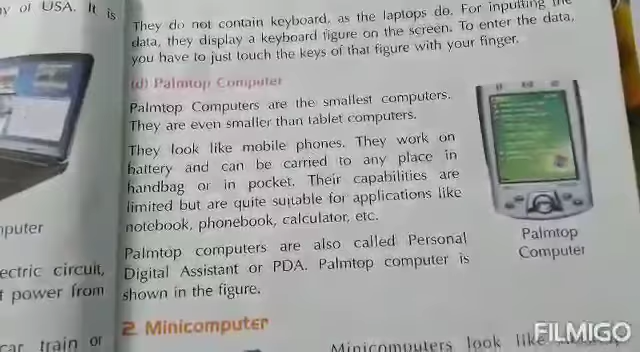 of USA. It is
They do not contain keyboard, as the laptops do. For inputting the
data, they display a keyboard figure on the screen. To enter the data,
you have to just touch the keys of that figure with your finger.
(d) Palmtop Computer
Palmtop Computers are the smallest computers.
They are even smaller than tablet computers.
They look like mobile phones. They work on
battery and can be carried to any place in
handbag or in pocket. Their capabilities are
limited but are quite suitable for applications like
notebook, phonebook, calculator, etc.
Palmtop computers are also called Personal
Digital Assistant or PDA. Palmtop computer is
shown in the figure.
Palmtop
Computer
mputer
ectric circuit,
power from
car train or
2. Minicomputer
Minicomputers look like
FILMIGO